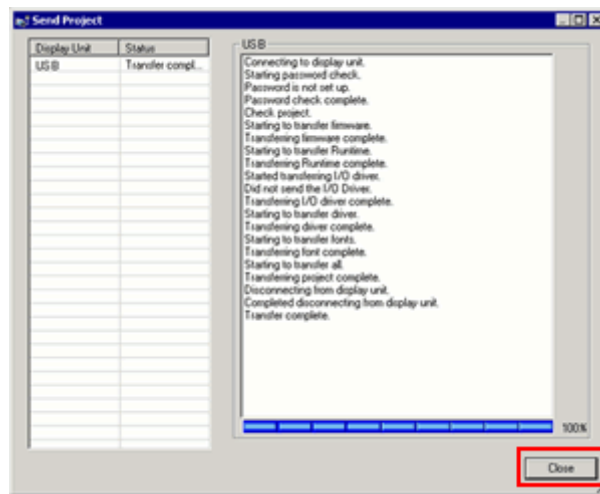 Send Project
Display Unit Status
USB Transfer compl...
USB
Connecting to display unit.
Starting password check.
Password is not set up.
Password check complete.
Check project.
Starting to transfer firmware.
Transferring firmware complete.
Starting to transfer Runtime.
Transferring Runtime complete.
Started transferring I/O driver.
Did not send the I/O Driver.
Transferring I/O driver complete.
Starting to transfer driver.
Transferring driver complete.
Starting to transfer fonts.
Transferring font complete.
Starting to transfer all.
Transferring project complete.
Disconnecting from display unit.
Completed disconnecting from display unit.
Transfer complete.
100%
Close